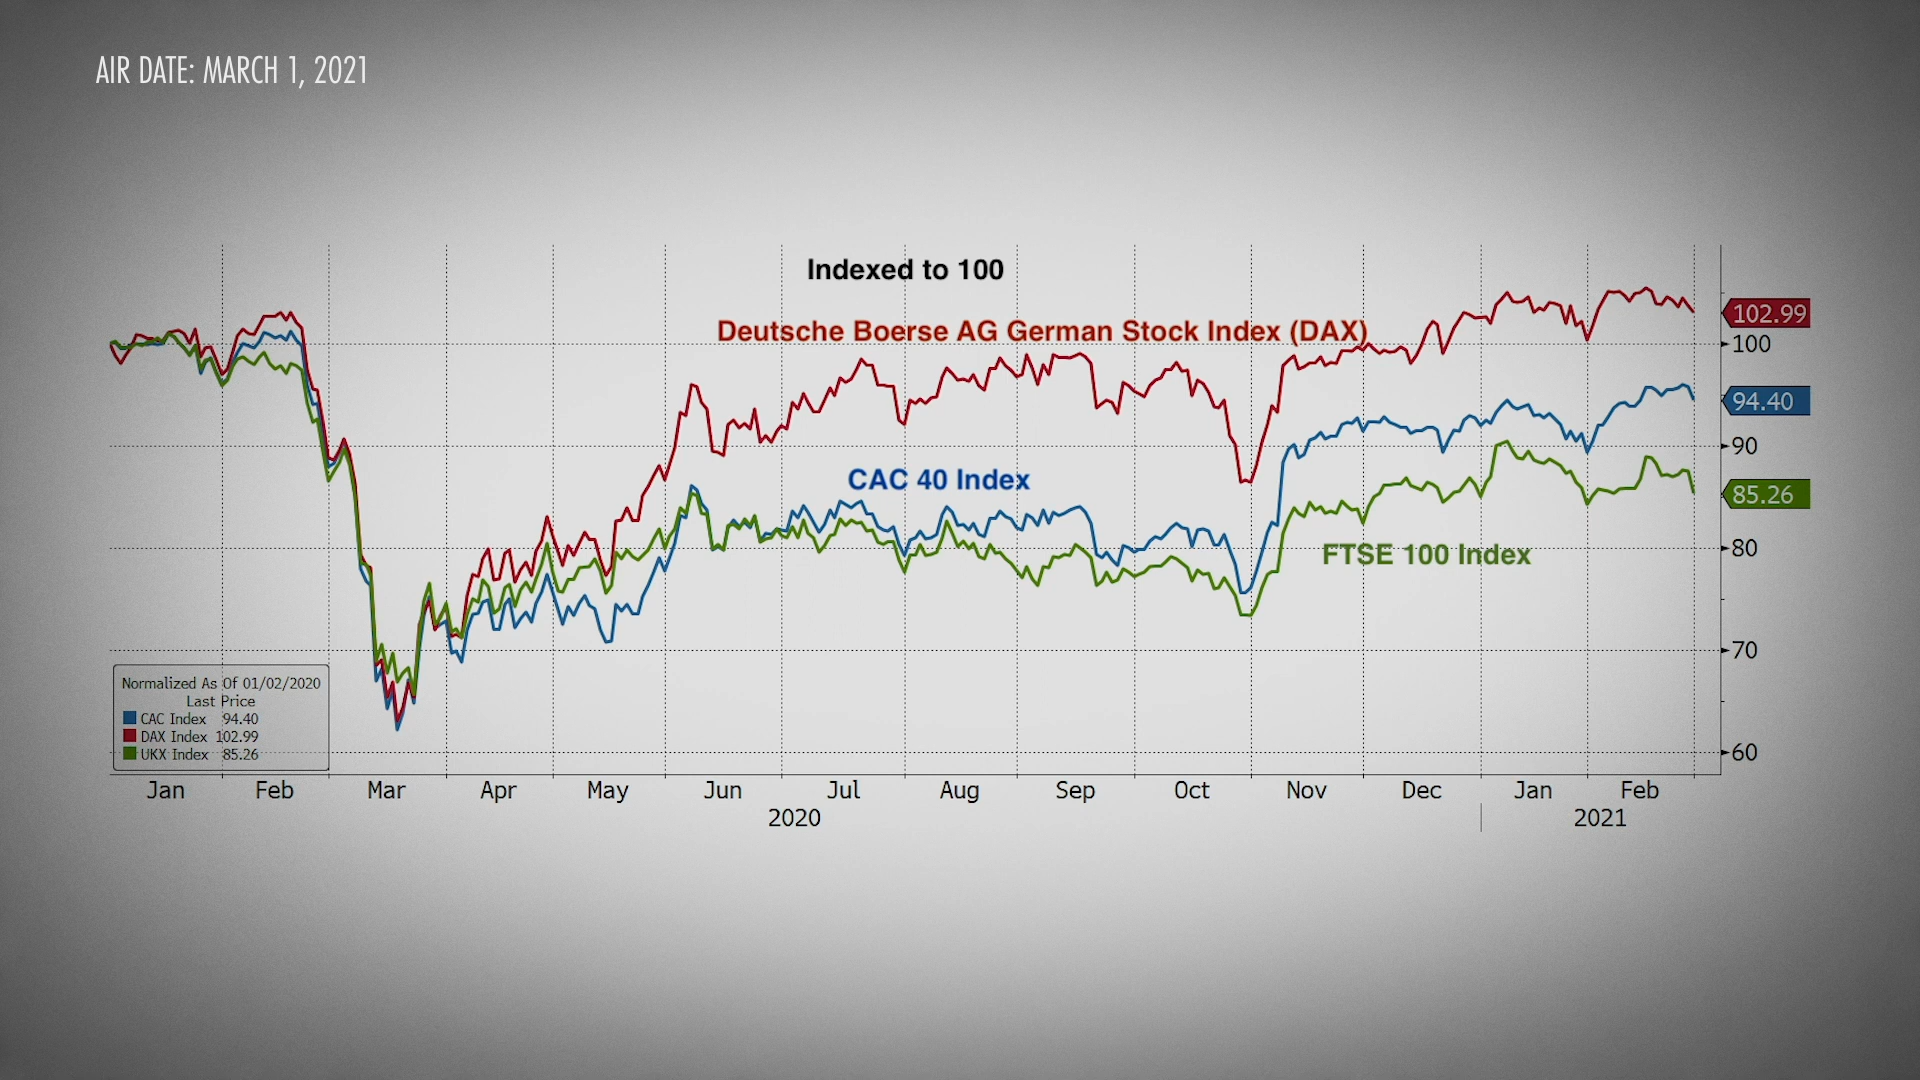 AIR DATE: MARCH 1, 2021
Indexed to 100
Deutsche Boerse AG German Stock Index (DAX)
CAC 40 Index
FTSE 100 Index
102.99
100
94.40
90
85.26
80
70
60
Normalized As Of 01/02/2020
Last Price
CAC Index 94.40
DAX Index 102.99
UKX Index 85.26
Jan Feb Mar Apr May Jun Jul Aug Sep Oct Nov Dec Jan Feb
2020 2021